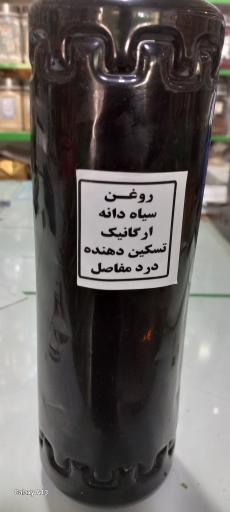 روغن
سیاه دانه
ارگانیک
تسکین دهنده
درد مفاصل